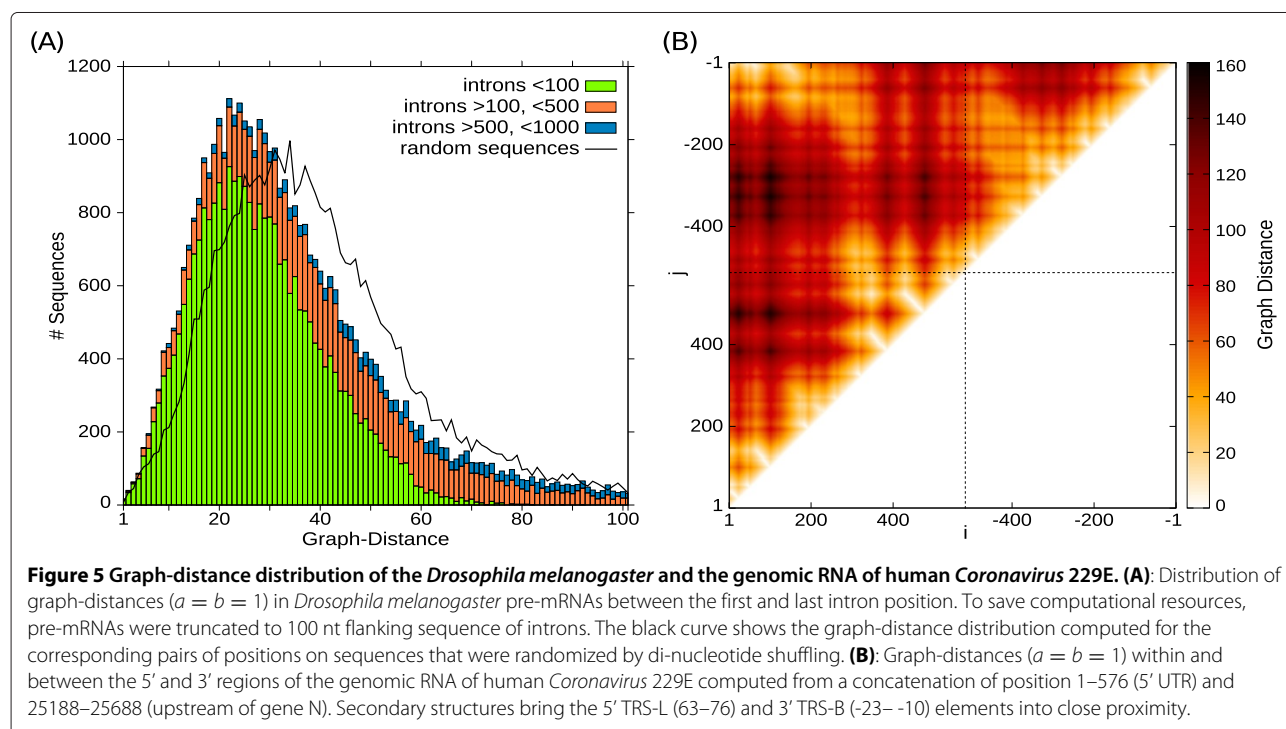 (A)
1200
1000
800
600
400
200
0
# Sequences
introns <100
introns >100, <500
introns >500, <1000
random sequences
1 20 40 60 80 100
Graph-Distance
(B)
-1
-200
-400
400
200
1
j
1 200 400 -400 -200 -1
i
160
140
120
100
80
60
40
20
0
Graph Distance
Figure 5 Graph-distance distribution of the Drosophila melanogaster and the genomic RNA of human Coronavirus 229E. (A): Distribution of
graph-distances (a = b = 1) in Drosophila melanogaster pre-mRNAs between the first and last intron position. To save computational resources,
pre-mRNAs were truncated to 100 nt flanking sequence of introns. The black curve shows the graph-distance distribution computed for the
corresponding pairs of positions on sequences that were randomized by di-nucleotide shuffling. (B): Graph-distances (a = b = 1) within and
between the 5’ and 3’ regions of the genomic RNA of human Coronavirus 229E computed from a concatenation of position 1–576 (5’ UTR) and
25188–25688 (upstream of gene N). Secondary structures bring the 5’ TRS-L (63–76) and 3’ TRS-B (-23– -10) elements into close proximity.